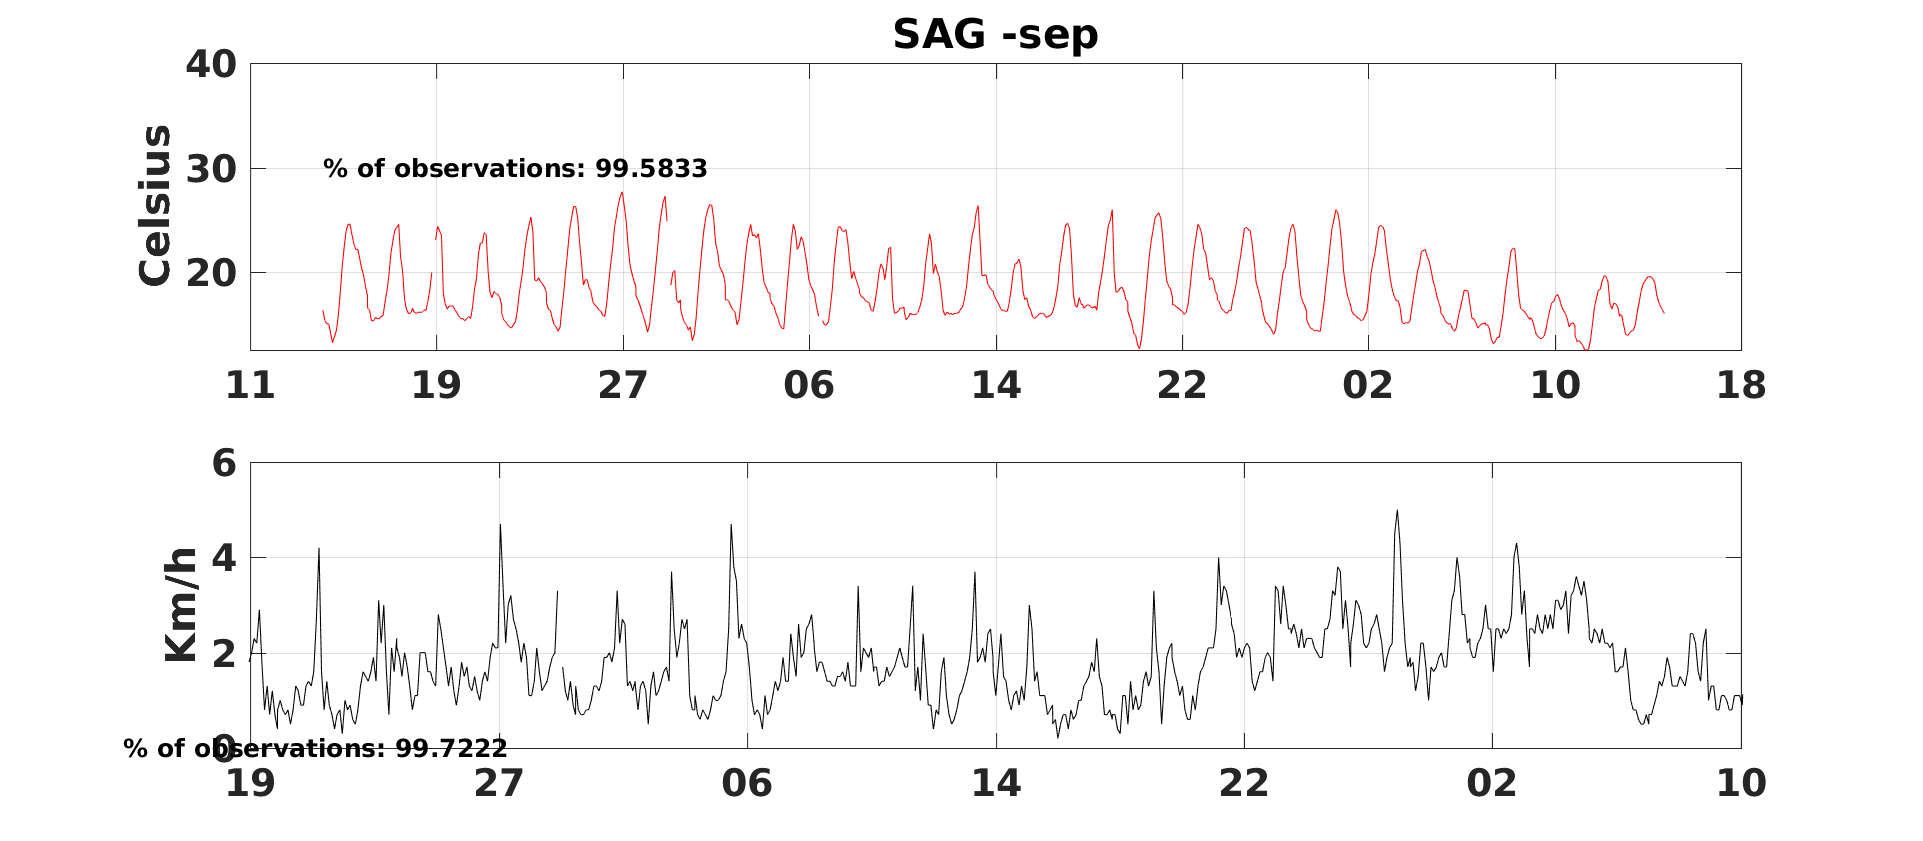 SAG -sep
40
30
20
Celsius
% of observations: 99.5833
11 19 27 06 14 22 02 10 18
6
4
2
0
Km/h
% of observations: 99.7222
19 27 06 14 22 02 10